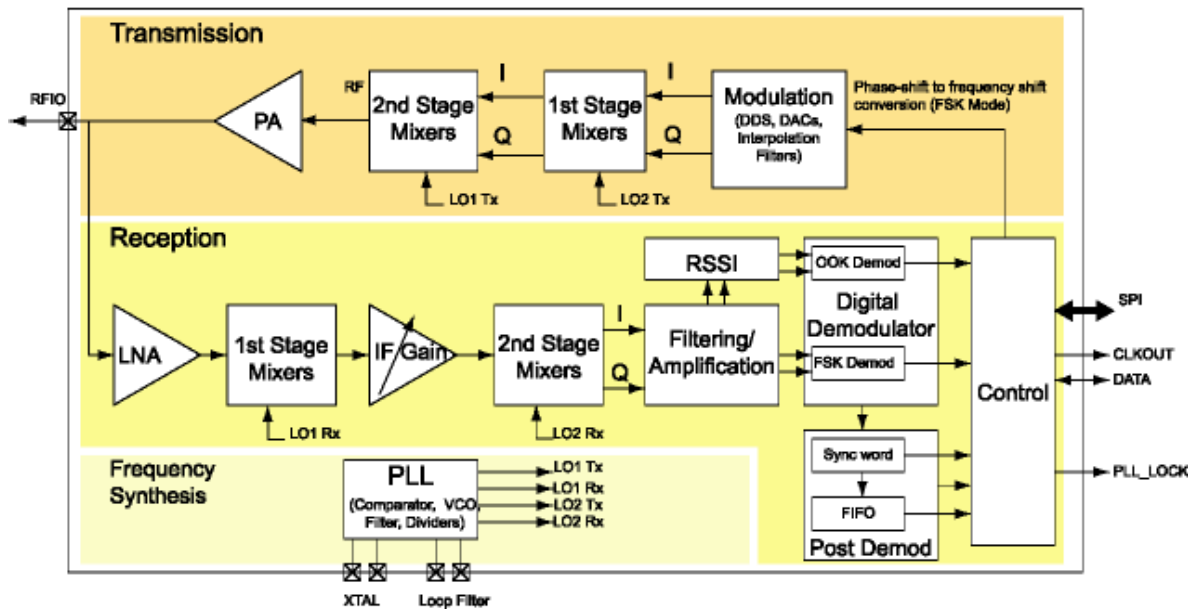 Transmission
RFIO
PA
RF
2nd Stage
Mixers
LO1 Tx
I
Q
1st Stage
Mixers
LO2 Tx
I
Q
Modulation
(DDS, DACs,
Interpolation
Filters)
Phase-shift to frequency shift
conversion (FSK Mode)
Reception
LNA
1st Stage
Mixers
LO1 Rx
IF Gain
2nd Stage
Mixers
LO2 Rx
I
Q
RSSI
Filtering/
Amplification
OOK Demod
Digital
Demodulator
FSK Demod
Sync word
FIFO
Post Demod
Control
SPI
CLKOUT
DATA
PLL_LOCK
Frequency
Synthesis
PLL
(Comparator, VCO,
Filter, Dividers)
LO1 Tx
LO1 Rx
LO2 Tx
LO2 Rx
XTAL
Loop Filter